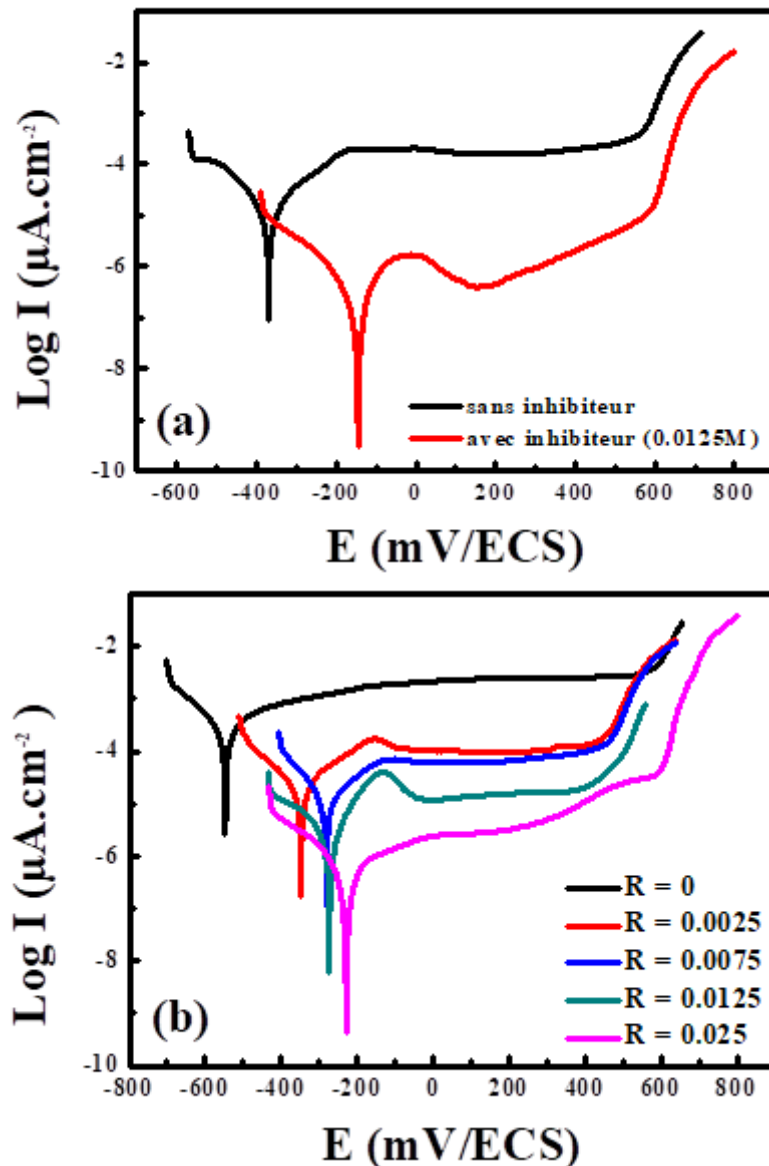 Log I (µA.cm⁻²)
-2
-4
-6
-8
-10
(a)
sans inhibiteur
avec inhibiteur (0.0125M)
-600 -400 -200 0 200 400 600 800
E (mV/ECS)
Log I (µA.cm⁻²)
-2
-4
-6
-8
-10
(b)
R = 0
R = 0.0025
R = 0.0075
R = 0.0125
R = 0.025
-800 -600 -400 -200 0 200 400 600 800
E (mV/ECS)